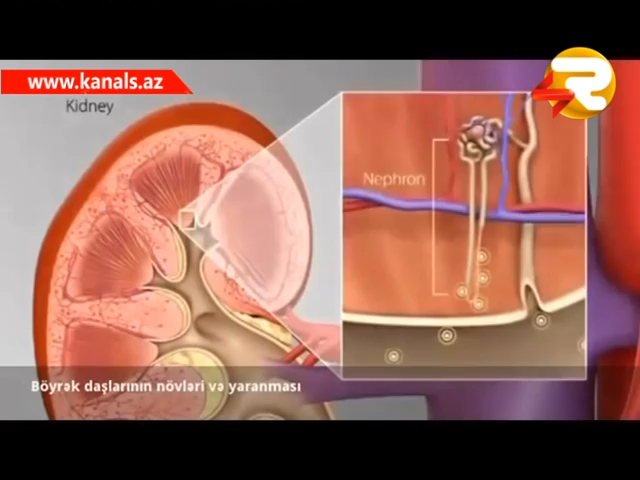 www.kanals.az
Kidney
Nephron
Böyrək daşlarının növləri və yaranması